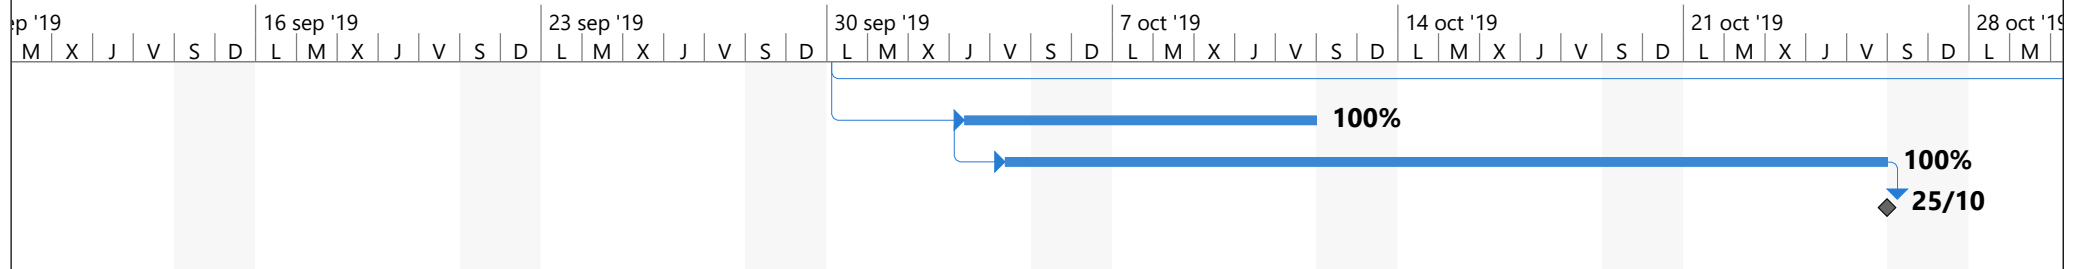 ep '19 16 sep '19 23 sep '19 30 sep '19 7 oct '19 14 oct '19 21 oct '19 28 oct '19
M X J V S D L M X J V S D L M X J V S D L M X J V S D L M X J V S D L M X J V S D L M X J V S D L M
100%
100%
25/10